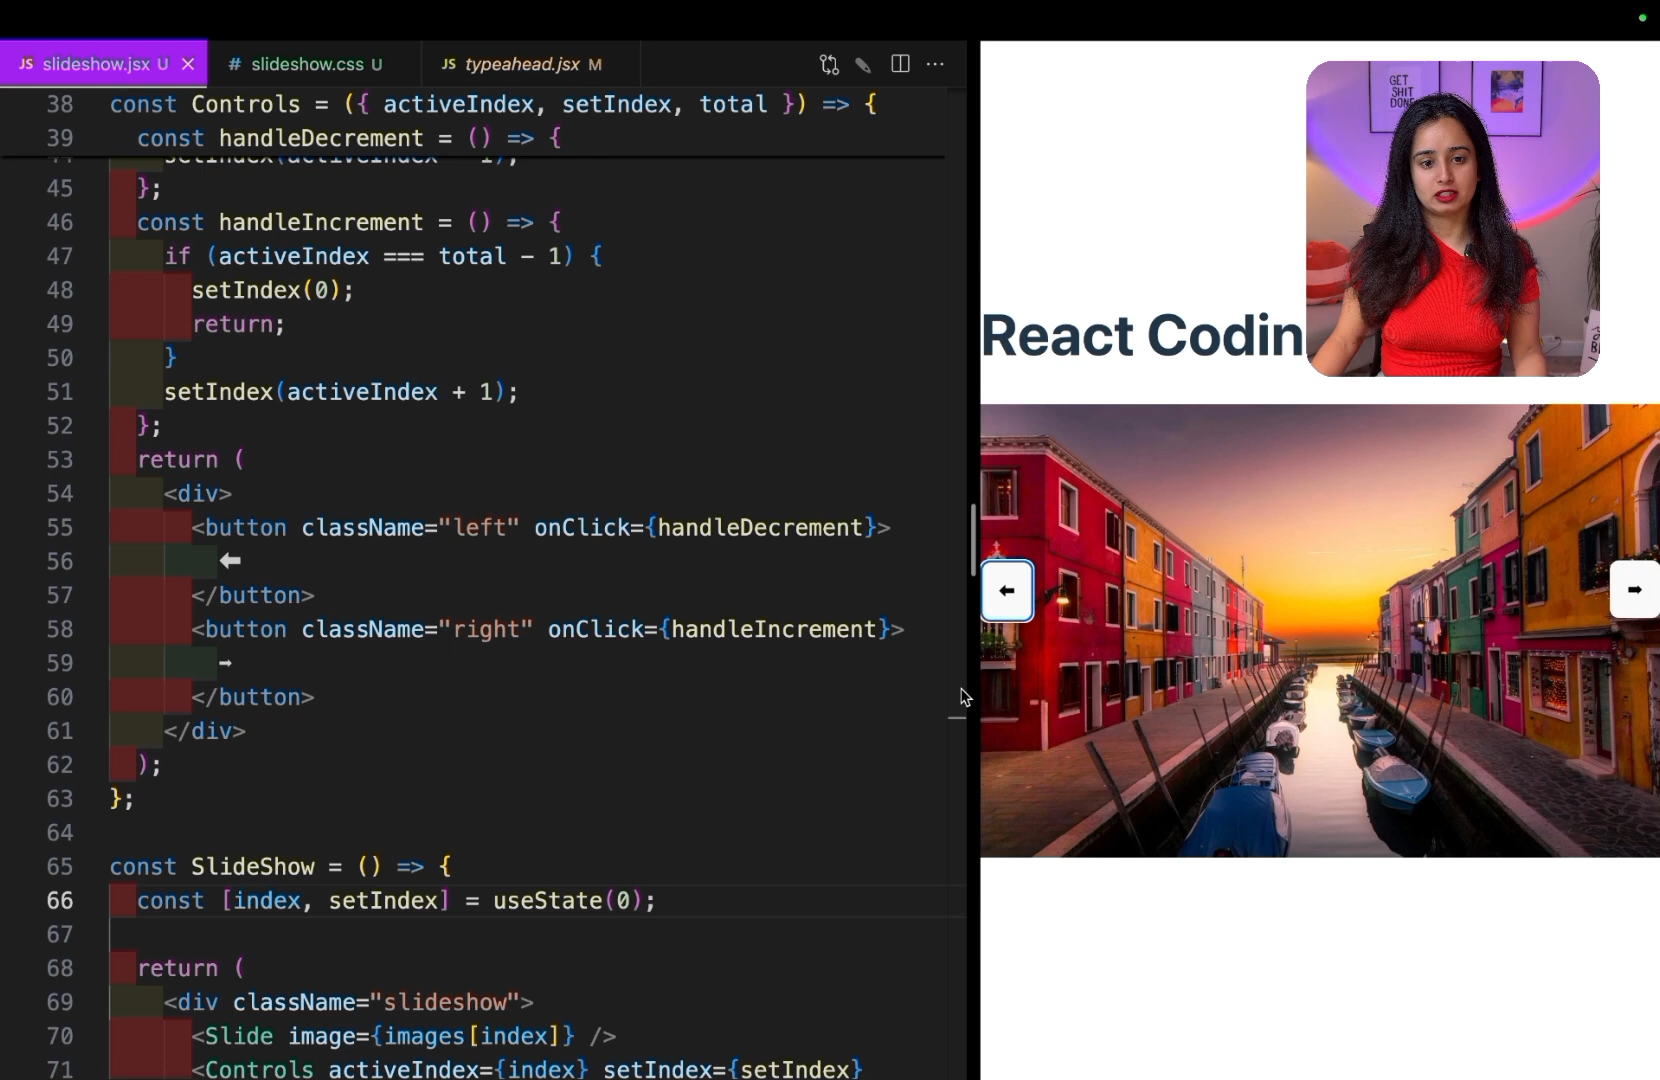 JS slideshow.jsx U ×
# slideshow.css U
JS typeahead.jsx M
38 const Controls = ({ activeIndex, setIndex, total }) => {
39 const handleDecrement = () => {
setIndex(activeIndex - 1);
45 };
46 const handleIncrement = () => {
47 if (activeIndex === total - 1) {
48 setIndex(0);
49 return;
50 }
51 setIndex(activeIndex + 1);
52 };
53 return (
54 <div>
55 <button className="left" onClick={handleDecrement}>
56 ⬅
57 </button>
58 <button className="right" onClick={handleIncrement}>
59 ➡
60 </button>
61 </div>
62 );
63 };
64
65 const SlideShow = () => {
66 const [index, setIndex] = useState(0);
67
68 return (
69 <div className="slideshow">
70 <Slide image={images[index]} />
71 <Controls activeIndex={index} setIndex={setIndex}
GET
SHIT
DONE
React Codin
⬅
➡